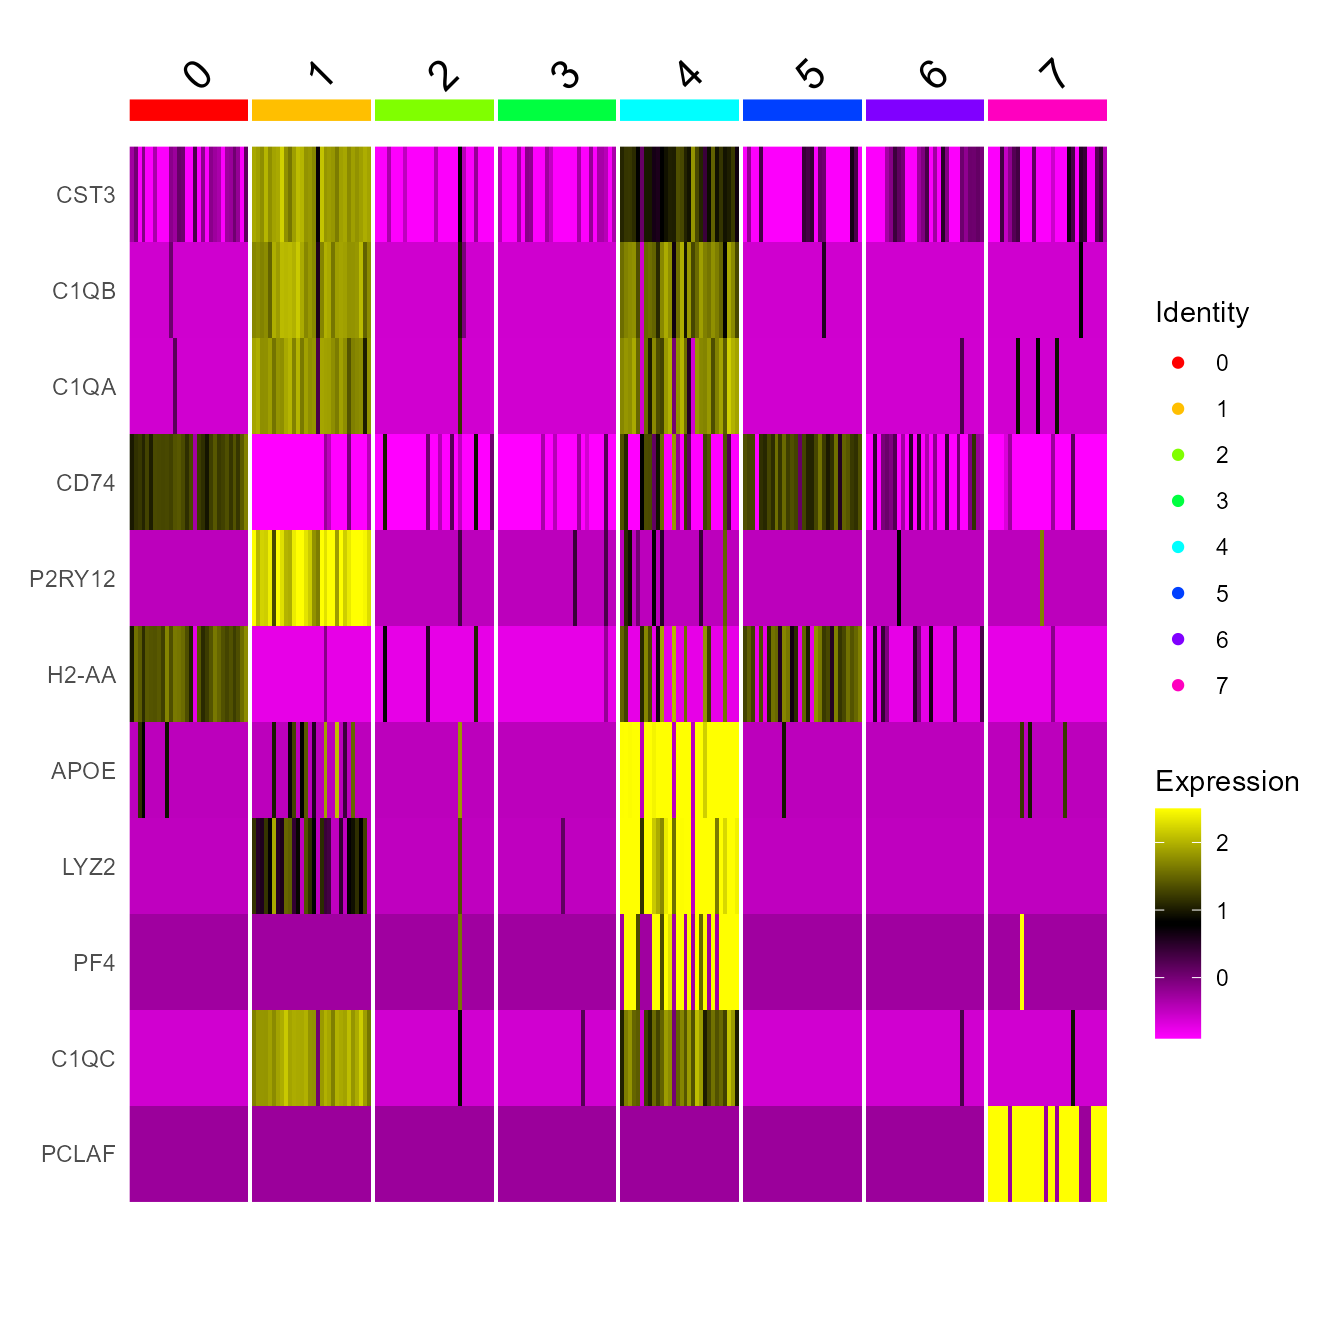 0 1 2 3 4 5 6 7
CST3
C1QB
C1QA
CD74
P2RY12
H2-AA
APOE
LYZ2
PF4
C1QC
PCLAF
Identity
0
1
2
3
4
5
6
7
Expression
2
1
0